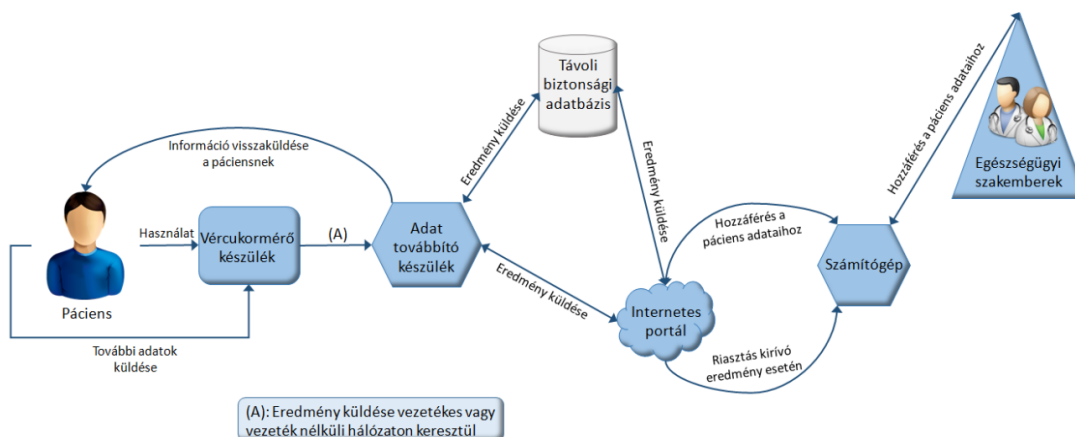 Távoli
biztonsági
adatbázis
Hozzáférés a páciens adataihoz
Egészségügyi
szakemberek
Információ visszaküldése
a páciensnek
Eredmény küldése
Eredmény küldése
Használat
Vércukormérő
készülék
(A)
Adat
továbbító
készülék
Hozzáférés a
páciens adataihoz
Számítógép
Páciens
Eredmény küldése
Internetes
portál
További adatok
küldése
Riasztás kirívó
eredmény esetén
(A): Eredmény küldése vezetékes vagy
vezeték nélküli hálózaton keresztül